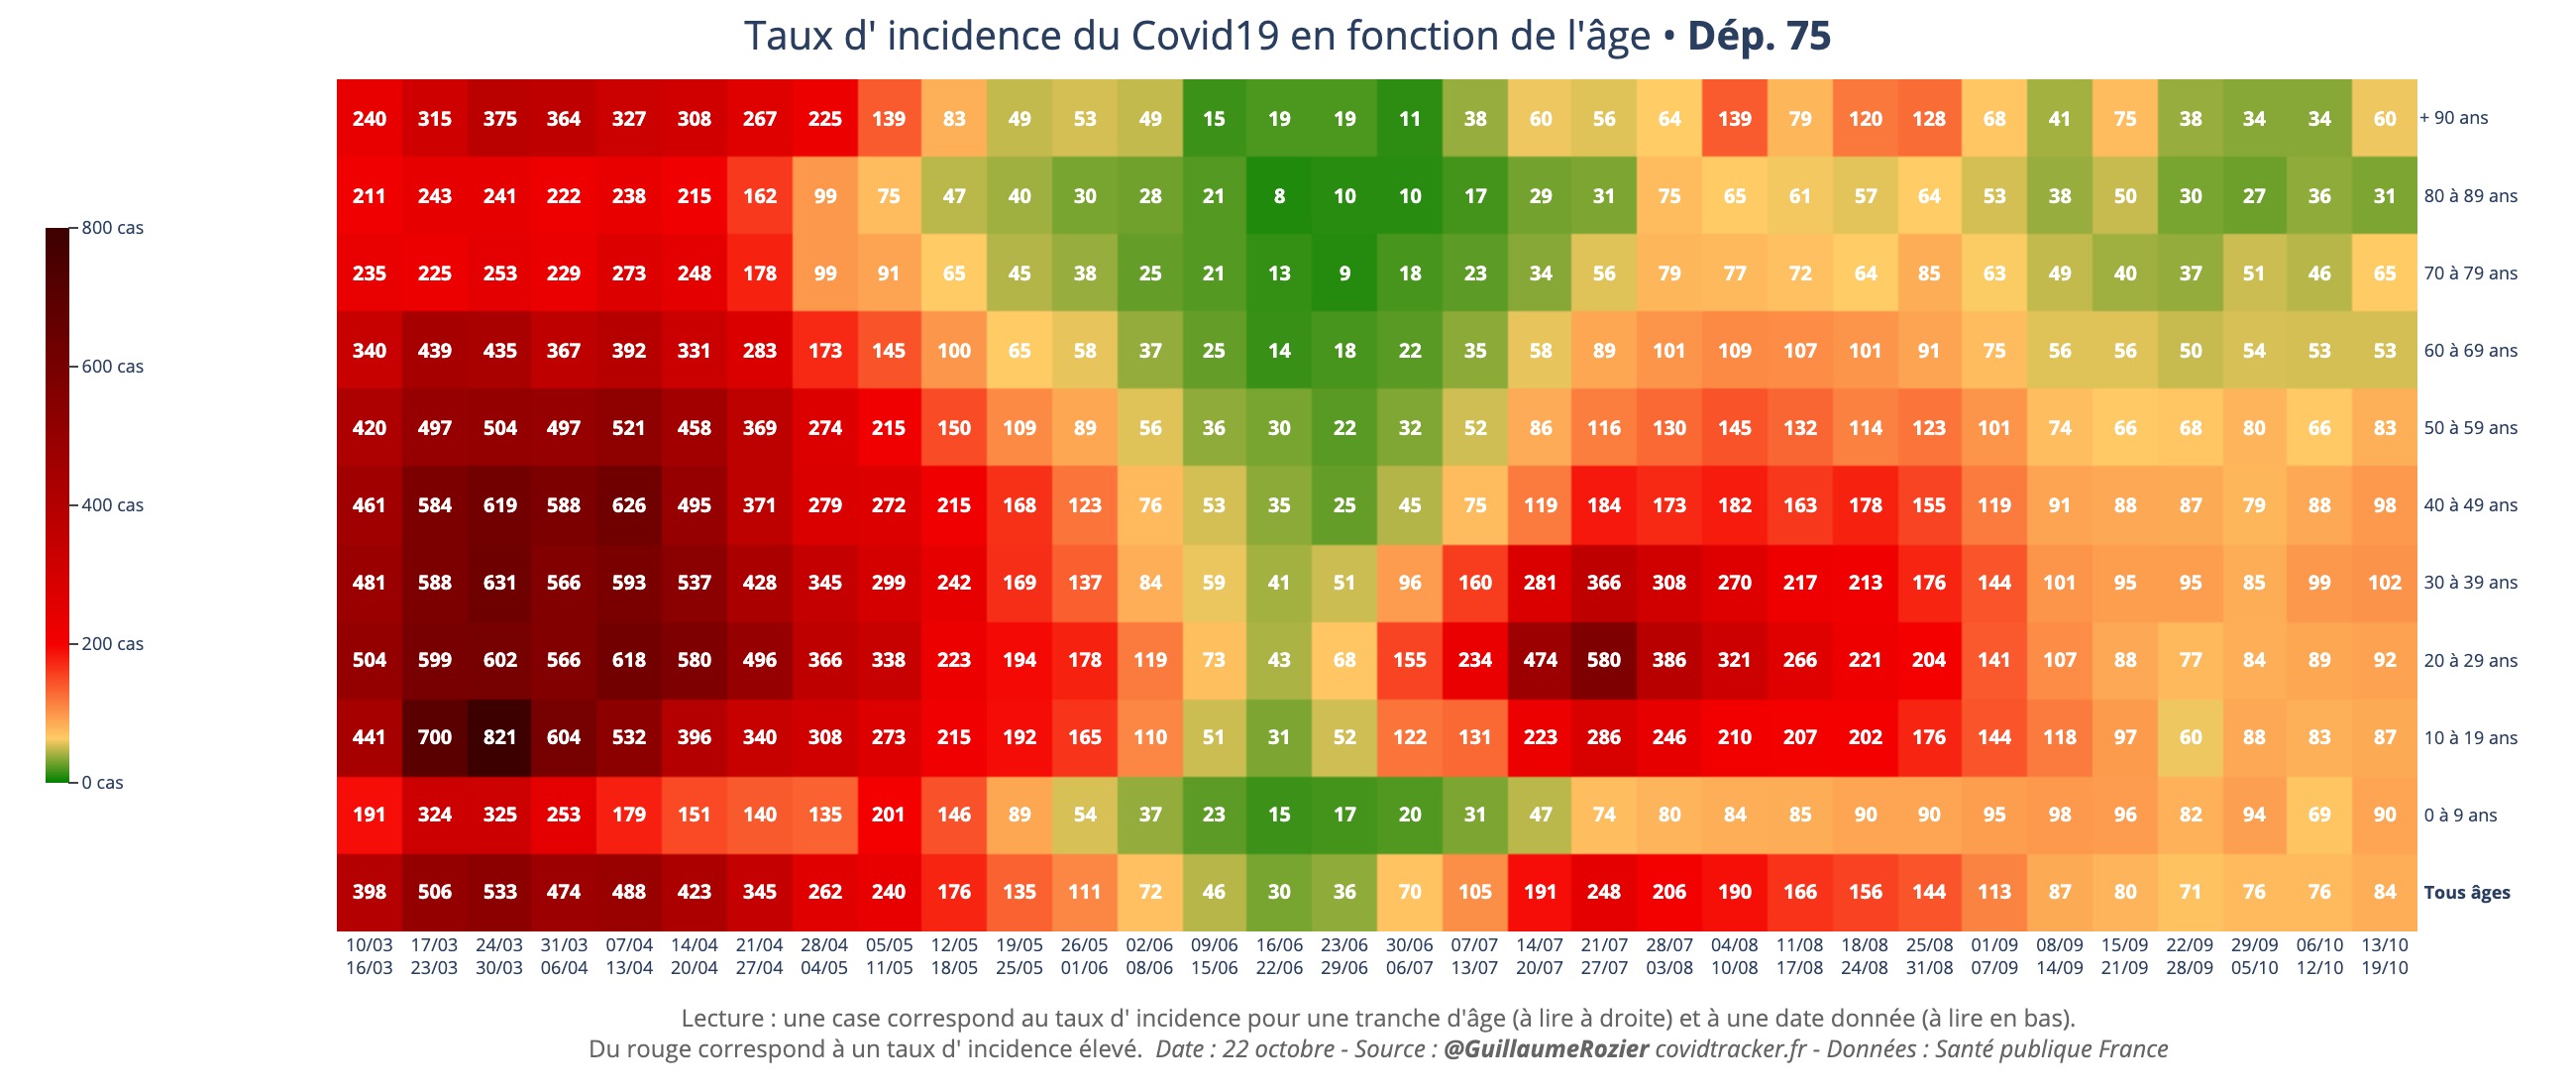 Taux d' incidence du Covid19 en fonction de l'âge • Dép. 75
800 cas
600 cas
400 cas
200 cas
0 cas
240 315 375 364 327 308 267 225 139 83 49 53 49 15 19 19 11 38 60 56 64 139 79 120 128 68 41 75 38 34 34 60 + 90 ans
211 243 241 222 238 215 162 99 75 47 40 30 28 21 8 10 10 17 29 31 75 65 61 57 64 53 38 50 30 27 36 31 80 à 89 ans
235 225 253 229 273 248 178 99 91 65 45 38 25 21 13 9 18 23 34 56 79 77 72 64 85 63 49 40 37 51 46 65 70 à 79 ans
340 439 435 367 392 331 283 173 145 100 65 58 37 25 14 18 22 35 58 89 101 109 107 101 91 75 56 56 50 54 53 53 60 à 69 ans
420 497 504 497 521 458 369 274 215 150 109 89 56 36 30 22 32 52 86 116 130 145 132 114 123 101 74 66 68 80 66 83 50 à 59 ans
461 584 619 588 626 495 371 279 272 215 168 123 76 53 35 25 45 75 119 184 173 182 163 178 155 119 91 88 87 79 88 98 40 à 49 ans
481 588 631 566 593 537 428 345 299 242 169 137 84 59 41 51 96 160 281 366 308 270 217 213 176 144 101 95 95 85 99 102 30 à 39 ans
504 599 602 566 618 580 496 366 338 223 194 178 119 73 43 68 155 234 474 580 386 321 266 221 204 141 107 88 77 84 89 92 20 à 29 ans
441 700 821 604 532 396 340 308 273 215 192 165 110 51 31 52 122 131 223 286 246 210 207 202 176 144 118 97 60 88 83 87 10 à 19 ans
191 324 325 253 179 151 140 135 201 146 89 54 37 23 15 17 20 31 47 74 80 84 85 90 90 95 98 96 82 94 69 90 0 à 9 ans
398 506 533 474 488 423 345 262 240 176 135 111 72 46 30 36 70 105 191 248 206 190 166 156 144 113 87 80 71 76 76 84 Tous âges
10/03 17/03 24/03 31/03 07/04 14/04 21/04 28/04 05/05 12/05 19/05 26/05 02/06 09/06 16/06 23/06 30/06 07/07 14/07 21/07 28/07 04/08 11/08 18/08 25/08 01/09 08/09 15/09 22/09 29/09 06/10 13/10
16/03 23/03 30/03 06/04 13/04 20/04 27/04 04/05 11/05 18/05 25/05 01/06 08/06 15/06 22/06 29/06 06/07 13/07 20/07 27/07 03/08 10/08 17/08 24/08 31/08 07/09 14/09 21/09 28/09 05/10 12/10 19/10
Lecture : une case correspond au taux d' incidence pour une tranche d'âge (à lire à droite) et à une date donnée (à lire en bas).
Du rouge correspond à un taux d' incidence élevé. Date : 22 octobre - Source : @GuillaumeRozier covidtracker.fr - Données : Santé publique France